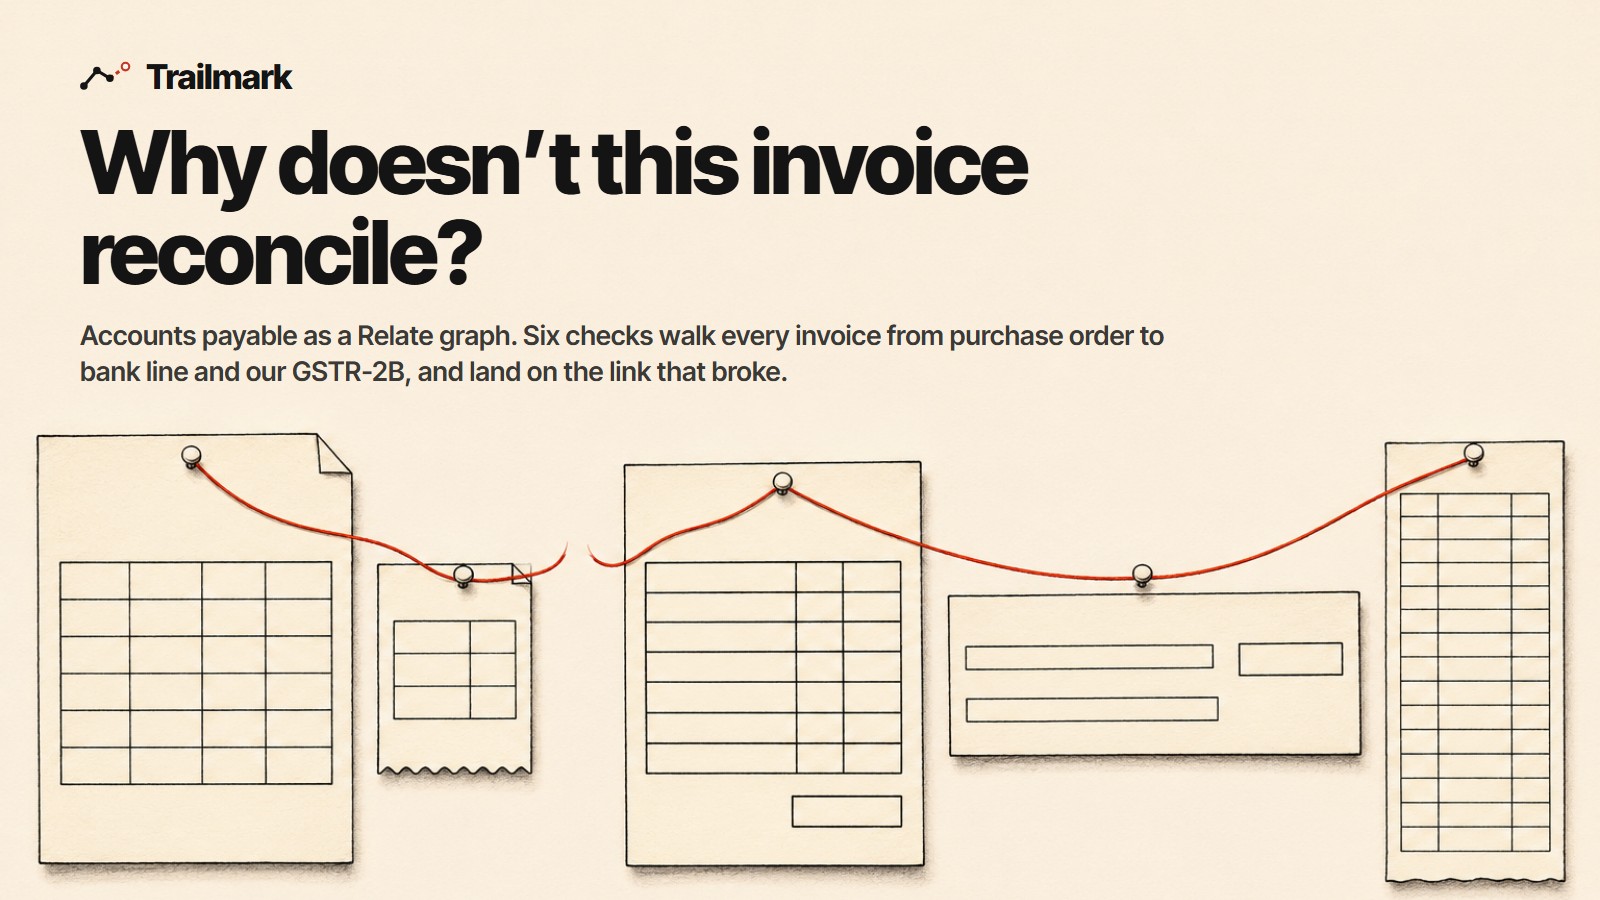 Trailmark
Why doesn’t this invoice
reconcile?
Accounts payable as a Relate graph. Six checks walk every invoice from purchase order to
bank line and our GSTR-2B, and land on the link that broke.